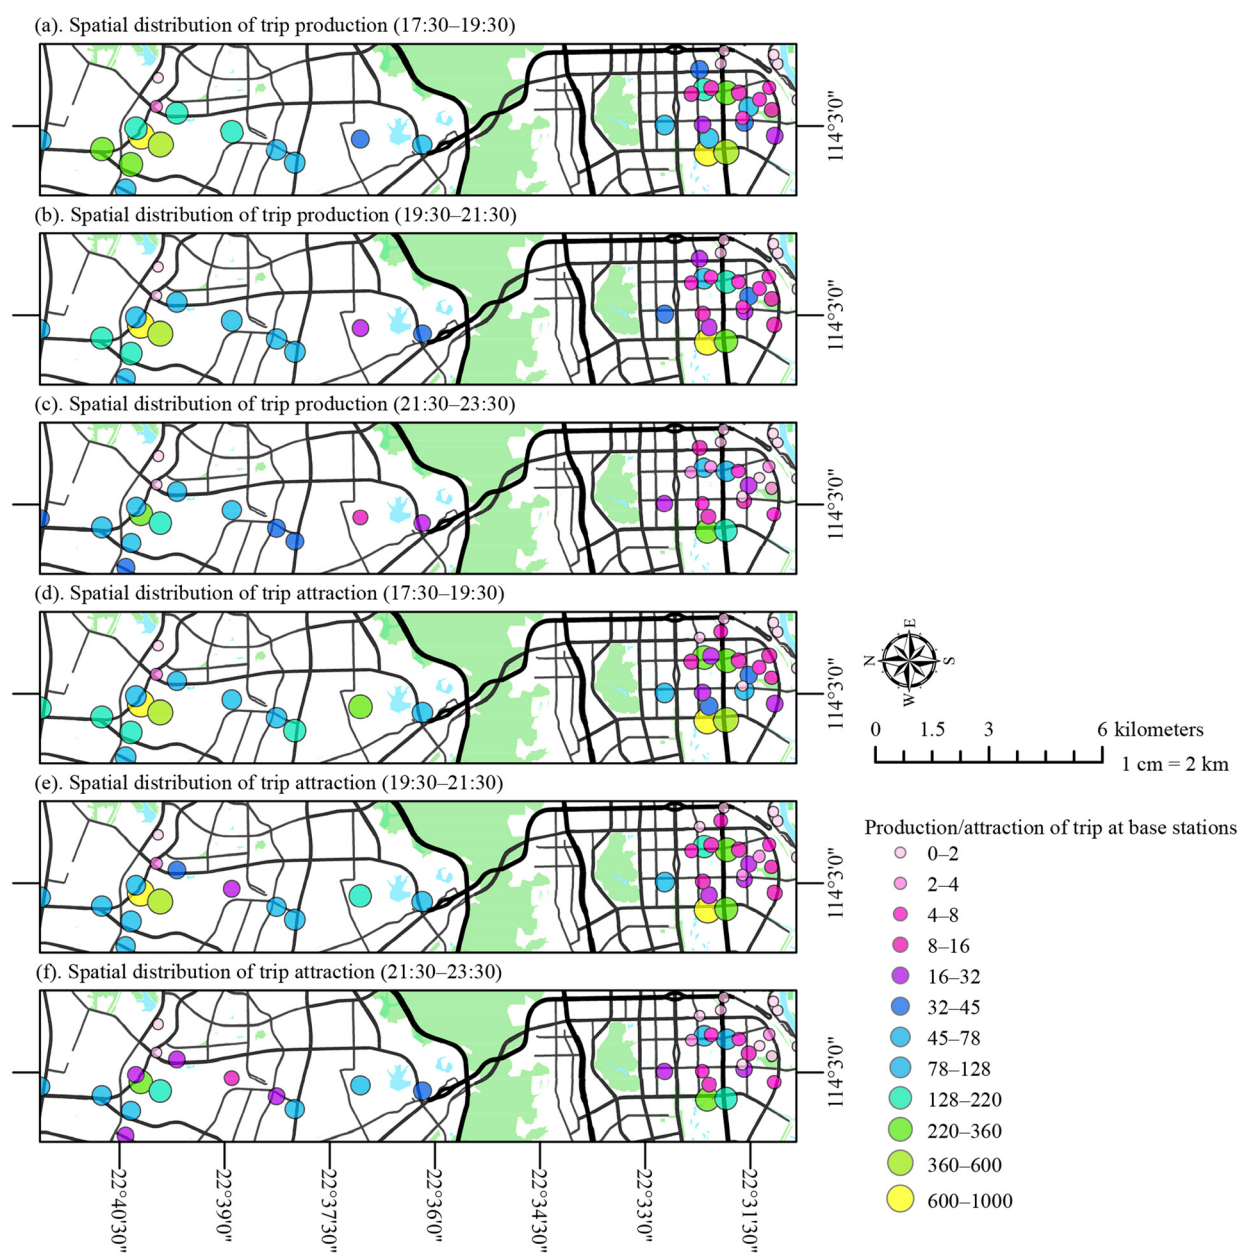 (a). Spatial distribution of trip production (17:30–19:30)
114°3'0"
(b). Spatial distribution of trip production (19:30–21:30)
114°3'0"
(c). Spatial distribution of trip production (21:30–23:30)
114°3'0"
(d). Spatial distribution of trip attraction (17:30–19:30)
114°3'0"
E
N
S
W
0 1.5 3 6 kilometers
1 cm = 2 km
(e). Spatial distribution of trip attraction (19:30–21:30)
114°3'0"
(f). Spatial distribution of trip attraction (21:30–23:30)
114°3'0"
Production/attraction of trip at base stations
0–2
2–4
4–8
8–16
16–32
32–45
45–78
78–128
128–220
220–360
360–600
600–1000
22°40'30"
22°39'0"
22°37'30"
22°36'0"
22°34'30"
22°33'0"
22°31'30"